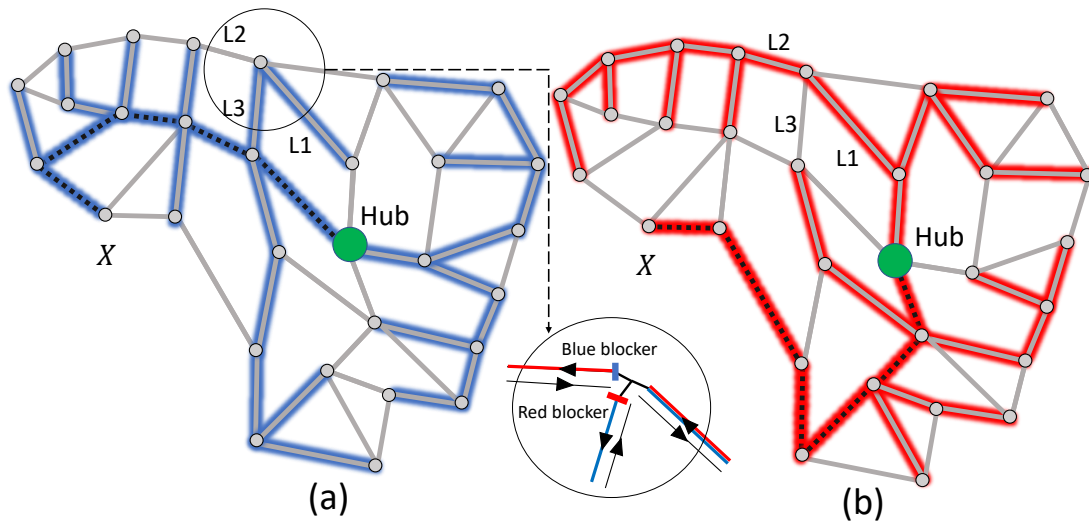 L2
L3
L1
Hub
X
Blue blocker
Red blocker
(a)
L2
L3
L1
Hub
X
(b)